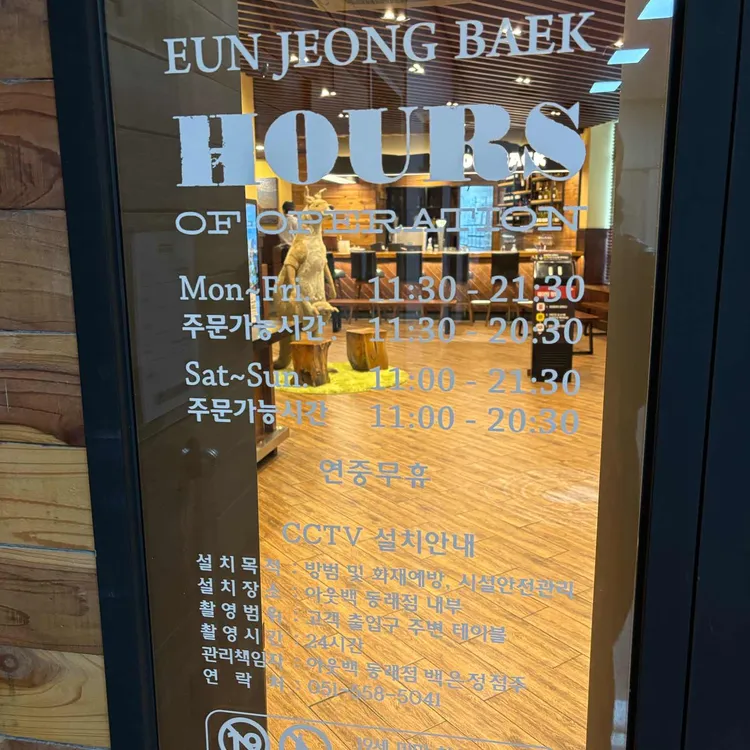 EUN JEONG BAEK
HOURS
OF OPERATION
Mon~Fri. 11:30 - 21:30
주문가능시간 11:30 - 20:30
Sat~Sun. 11:00 - 21:30
주문가능시간 11:00 - 20:30
연중무휴
CCTV 설치안내
설치목적 : 방범 및 화재예방, 시설안전관리
설치장소 : 아웃백 동래점 내부
촬영범위 : 고객 출입구 주변 테이블
촬영시간 : 24시간
관리책임자 : 아웃백 동래점 백은정점주
연락처 : 051-558-5041
19
19세